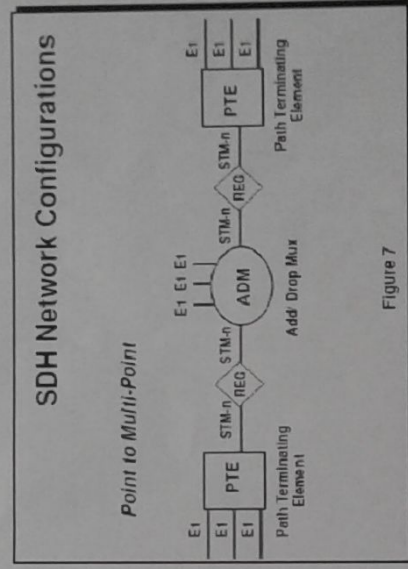 SDH Network Configurations
Point to Multi-Point
E1 E1 E1
E1
E1
E1
PTE
STM-n
REG
STM-n
ADM
STM-n
REG
STM-n
PTE
E1
E1
E1
Path Terminating
Element
Add/ Drop Mux
Path Terminating
Element
Figure 7